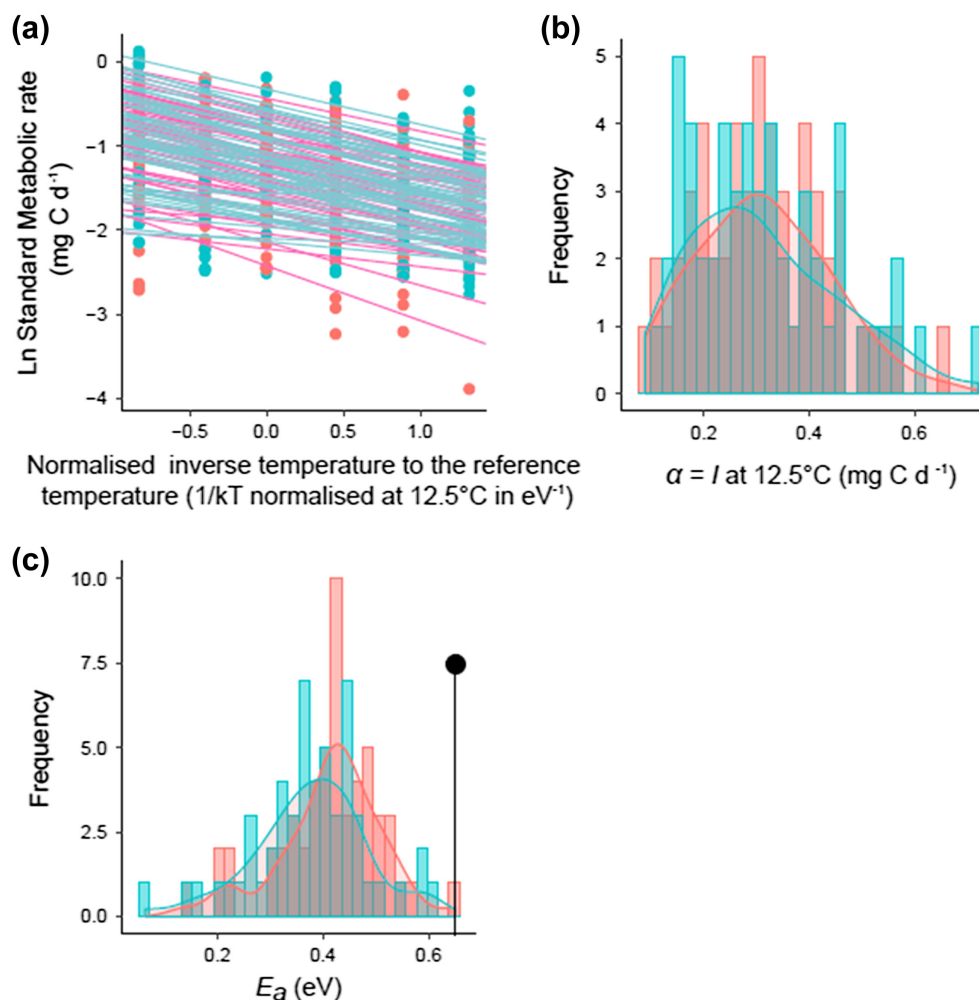 (a)
Ln Standard Metabolic rate
(mg C d⁻¹)
0
−1
−2
−3
−4
−0.5
0.0
0.5
1.0
Normalised inverse temperature to the reference
temperature (1/kT normalised at 12.5°C in eV⁻¹)
(b)
Frequency
5
4
3
2
1
0
0.2
0.4
0.6
α = I at 12.5°C (mg C d ⁻¹)
(c)
Frequency
10.0
7.5
5.0
2.5
0.0
0.2
0.4
0.6
Eₐ (eV)